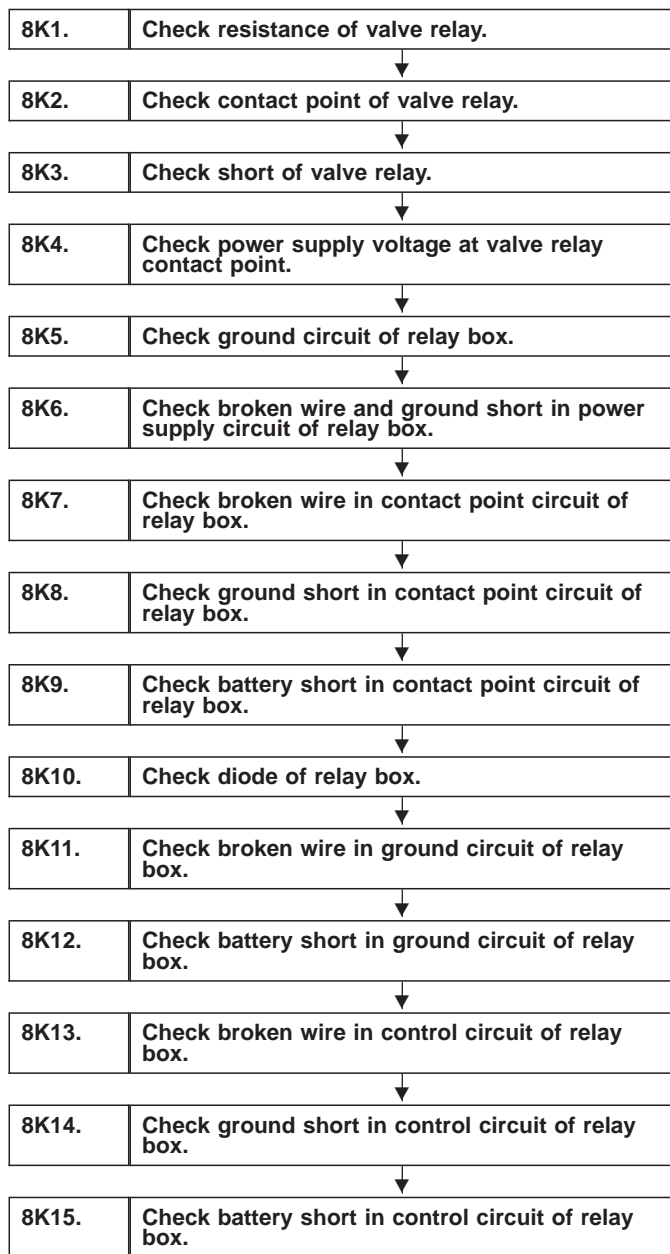 8K1. Check resistance of valve relay.
8K2. Check contact point of valve relay.
8K3. Check short of valve relay.
8K4. Check power supply voltage at valve relay
contact point.
8K5. Check ground circuit of relay box.
8K6. Check broken wire and ground short in power
supply circuit of relay box.
8K7. Check broken wire in contact point circuit of
relay box.
8K8. Check ground short in contact point circuit of
relay box.
8K9. Check battery short in contact point circuit of
relay box.
8K10. Check diode of relay box.
8K11. Check broken wire in ground circuit of relay
box.
8K12. Check battery short in ground circuit of relay
box.
8K13. Check broken wire in control circuit of relay
box.
8K14. Check ground short in control circuit of relay
box.
8K15. Check battery short in control circuit of relay
box.